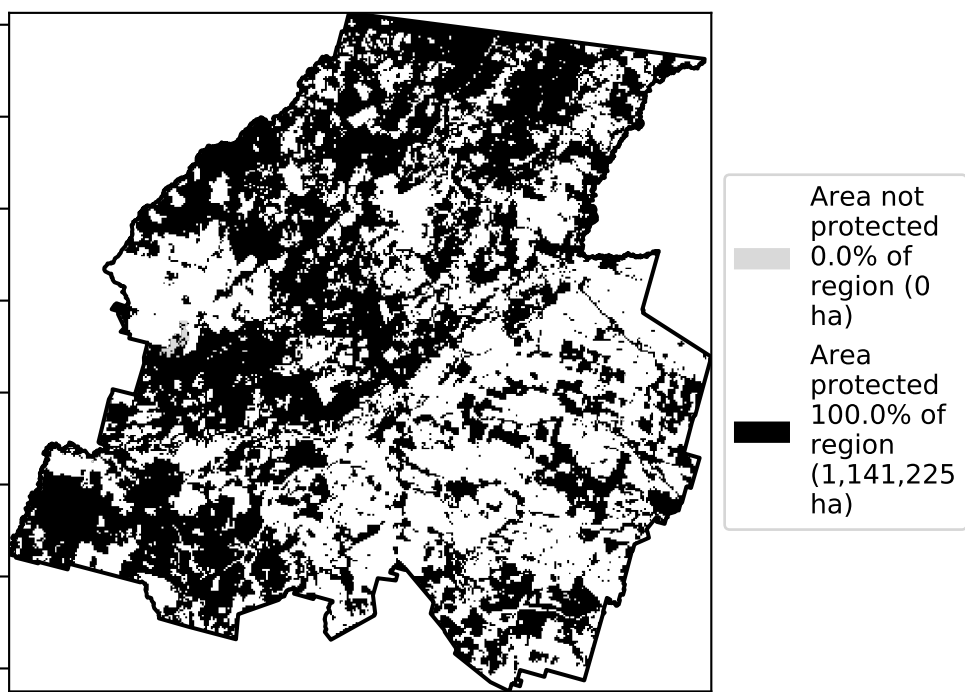 Area not
protected
0.0% of
region (0
ha)
Area
protected
100.0% of
region
(1,141,225
ha)